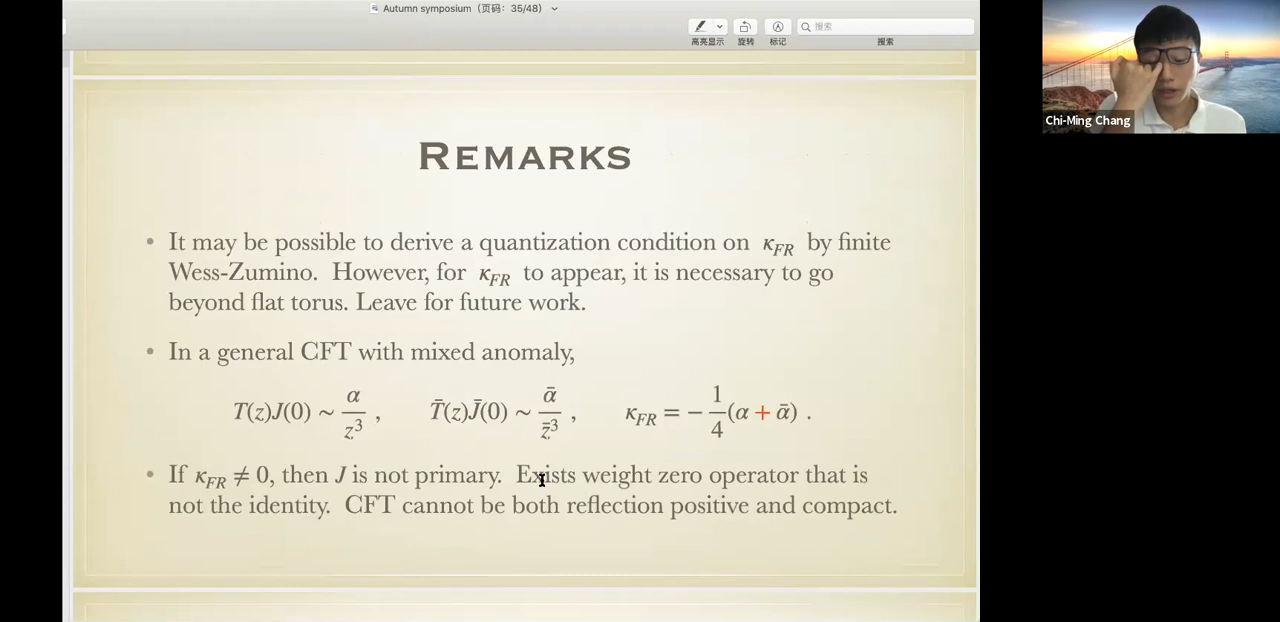 Autumn symposium（页码：35/48）
高亮显示 旋转 标记 搜索 搜索
REMARKS
• It may be possible to derive a quantization condition on κ_FR by finite
Wess-Zumino. However, for κ_FR to appear, it is necessary to go
beyond flat torus. Leave for future work.
• In a general CFT with mixed anomaly,
T(z)J(0) ~ α/z³ , T̄(z)J̄(0) ~ ᾱ/z̄³ , κ_FR = −1/4(α + ᾱ) .
• If κ_FR ≠ 0, then J is not primary. Exists weight zero operator that is
not the identity. CFT cannot be both reflection positive and compact.
Chi-Ming Chang